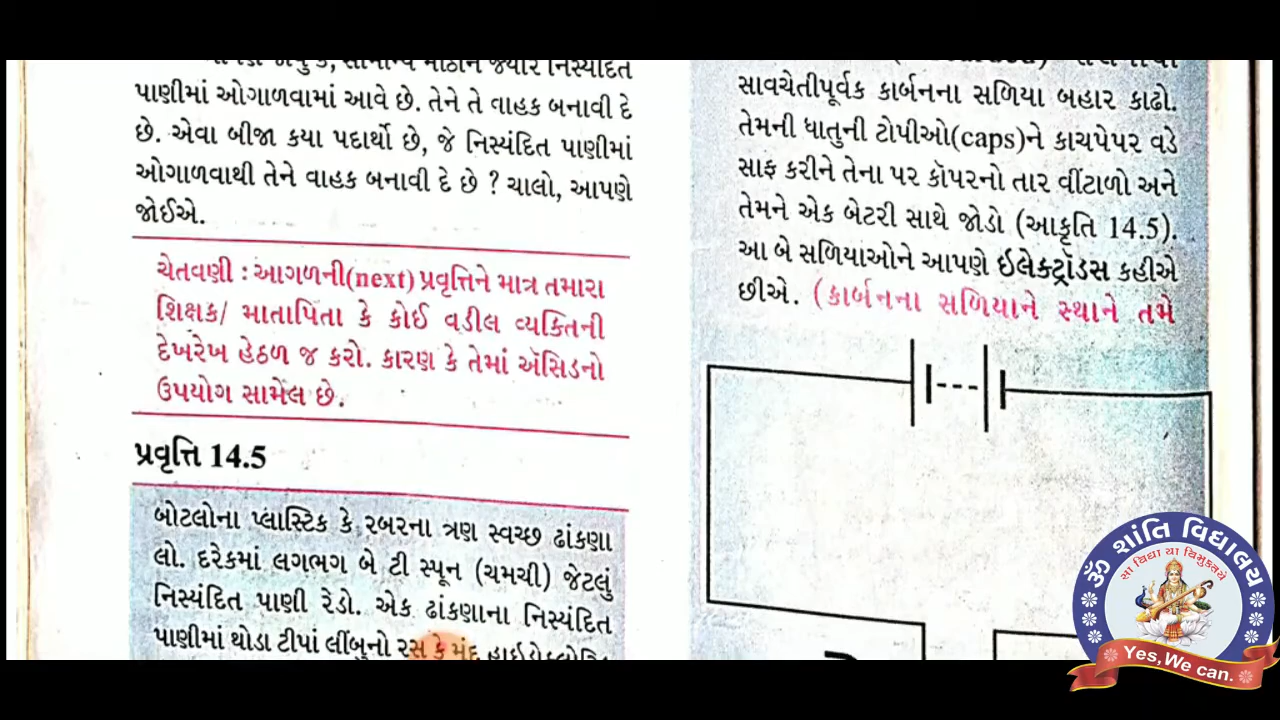 પાણીમાં ઓગાળવામાં આવે છે. તેને તે વાહક બનાવી દે
છે. એવા બીજા કયા પદાર્થો છે, જે નિસ્યંદિત પાણીમાં
ઓગાળવાથી તેને વાહક બનાવી દે છે ? ચાલો, આપણે
જોઈએ.
ચેતવણી : આગળની(next) પ્રવૃત્તિને માત્ર તમારા
શિક્ષક/ માતાપિતા કે કોઈ વડીલ વ્યક્તિની
દેખરેખ હેઠળ જ કરો. કારણ કે તેમાં ઍસિડનો
ઉપયોગ સામેલ છે.
પ્રવૃત્તિ 14.5
બોટલોના પ્લાસ્ટિક કે રબરના ત્રણ સ્વચ્છ ઢાંકણા
લો. દરેકમાં લગભગ બે ટી સ્પૂન (ચમચી) જેટલું
નિસ્યંદિત પાણી રેડો. એક ઢાંકણાના નિસ્યંદિત
પાણીમાં થોડા ટીપાં લીંબુનો રસ કે મંદ
સાવચેતીપૂર્વક કાર્બનના સળિયા બહાર કાઢો.
તેમની ધાતુની ટોપીઓ(caps)ને કાચપેપર વડે
સાફ કરીને તેના પર કૉપરનો તાર વીંટાળો અને
તેમને એક બેટરી સાથે જોડો (આકૃતિ 14.5).
આ બે સળિયાઓને આપણે ઇલેક્ટ્રૉડસ કહીએ
છીએ. (કાર્બનના સળિયાને સ્થાને તમે
ૐ શાંતિ વિદ્યાલય
સા વિદ્યા યા વિમુક્તયે
Yes, We can.